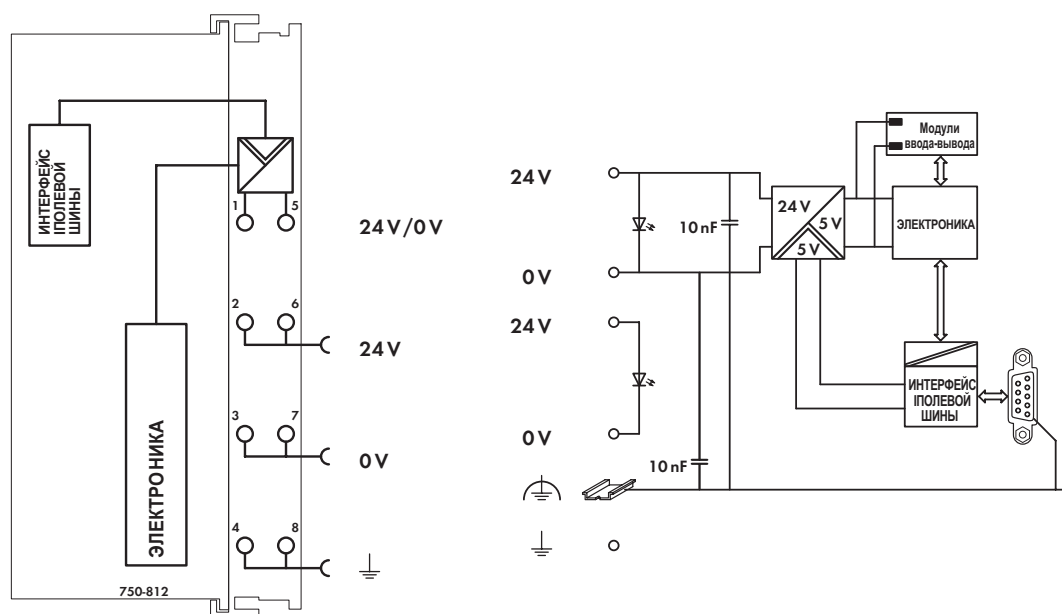 ИНТЕРФЕЙС
IПОЛЕВОЙ
ШИНЫ
1
5
24V/0V
2
6
24V
3
7
0V
4
8
ЭЛЕКТРОНИКА
750-812
24V
0V
24V
0V
10nF
10nF
24V
5V
5V
Модули
ввода-вывода
ЭЛЕКТРОНИКА
ИНТЕРФЕЙС
IПОЛЕВОЙ
ШИНЫ